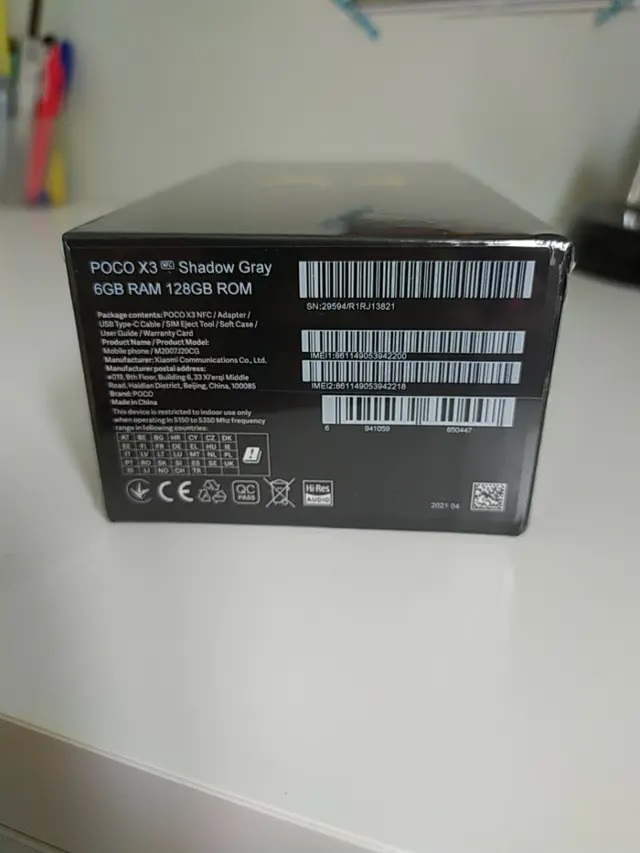 POCO X3 NFC Shadow Gray
6GB RAM 128GB ROM
Package contents: POCO X3 NFC / Adapter /
USB Type-C Cable / SIM Eject Tool / Soft Case /
User Guide / Warranty Card
Product Name / Product Model:
Mobile phone / M2007J20CG
Manufacturer: Xiaomi Communications Co., Ltd.
Manufacturer postal address:
#019, 9th Floor, Building 6, 33 Xi'erqi Middle
Road, Haidian District, Beijing, China, 100085
Brand: POCO
Made in China
This device is restricted to indoor use only
when operating in 5150 to 5350 Mhz frequency
range in following countries:
AT BE BG HR CY CZ DK
EE FI FR DE EL HU IE
IT LV LT LU MT NL PL
PT RO SK SI ES SE UK
IS LI NO CH TR
CE
QC PASS
Hi-Res
AUDIO
SN:29594/R1RJ13821
IMEI1:861149053942200
IMEI2:861149053942218
6 941059 650447
2021 04